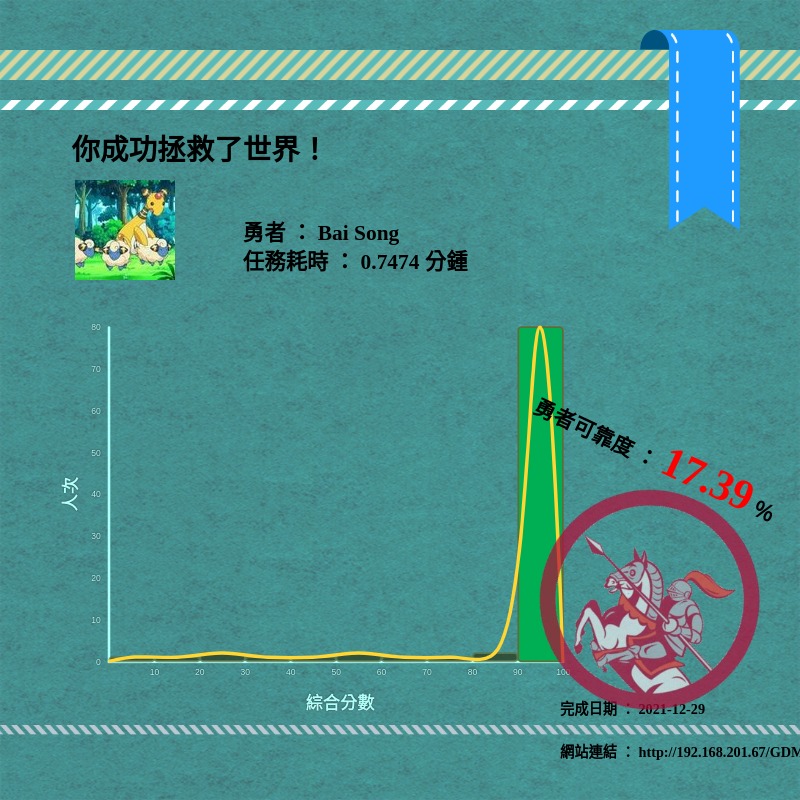 你成功拯救了世界！
勇者 ： Bai Song
任務耗時 ： 0.7474 分鍾
勇者可靠度 ： 17.39 %
人次
80
70
60
50
40
30
20
10
0
10 20 30 40 50 60 70 80 90 100
綜合分數
完成日期 ： 2021-12-29
網站連結 ： http://192.168.201.67/GDM